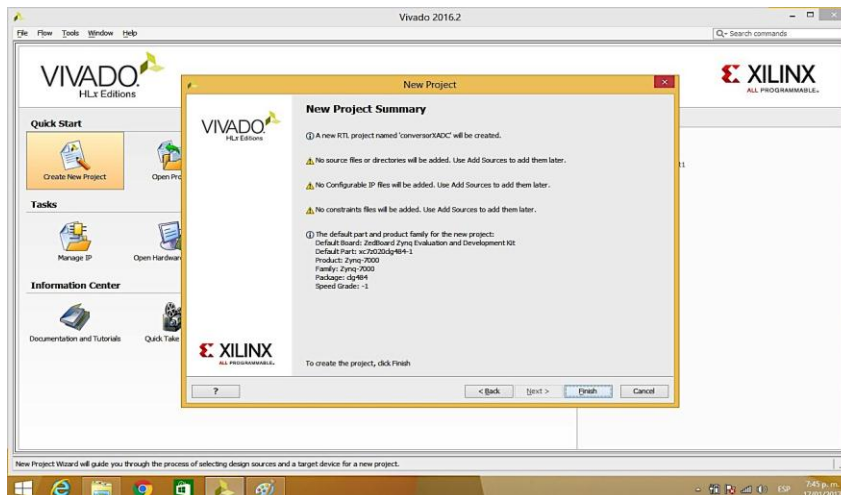 Vivado 2016.2
File Flow Tools Window Help
Search commands
VIVADO
HLx Editions
XILINX
ALL PROGRAMMABLE.
Quick Start
Create New Project
Open Pro
Tasks
Manage IP
Open Hardwar
Information Center
Documentation and Tutorials
Quick Take
New Project
VIVADO
HLx Editions
New Project Summary
A new RTL project named 'conversorXADC' will be created.
No source files or directories will be added. Use Add Sources to add them later.
No Configurable IP files will be added. Use Add Sources to add them later.
No constraints files will be added. Use Add Sources to add them later.
The default part and product family for the new project:
Default Board: ZedBoard Zynq Evaluation and Development Kit
Default Part: xc7z020clg484-1
Product: Zynq-7000
Family: Zynq-7000
Package: clg484
Speed Grade: -1
XILINX
ALL PROGRAMMABLE.
To create the project, click Finish
?
< Back Next > Finish Cancel
New Project Wizard will guide you through the process of selecting design sources and a target device for a new project.
ESP
7:45 p. m.